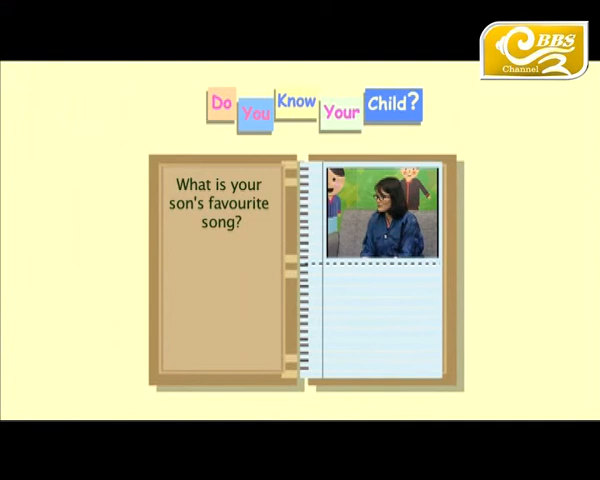 BBS
Channel 2
Do You Know Your Child?
What is your
son's favourite
song?